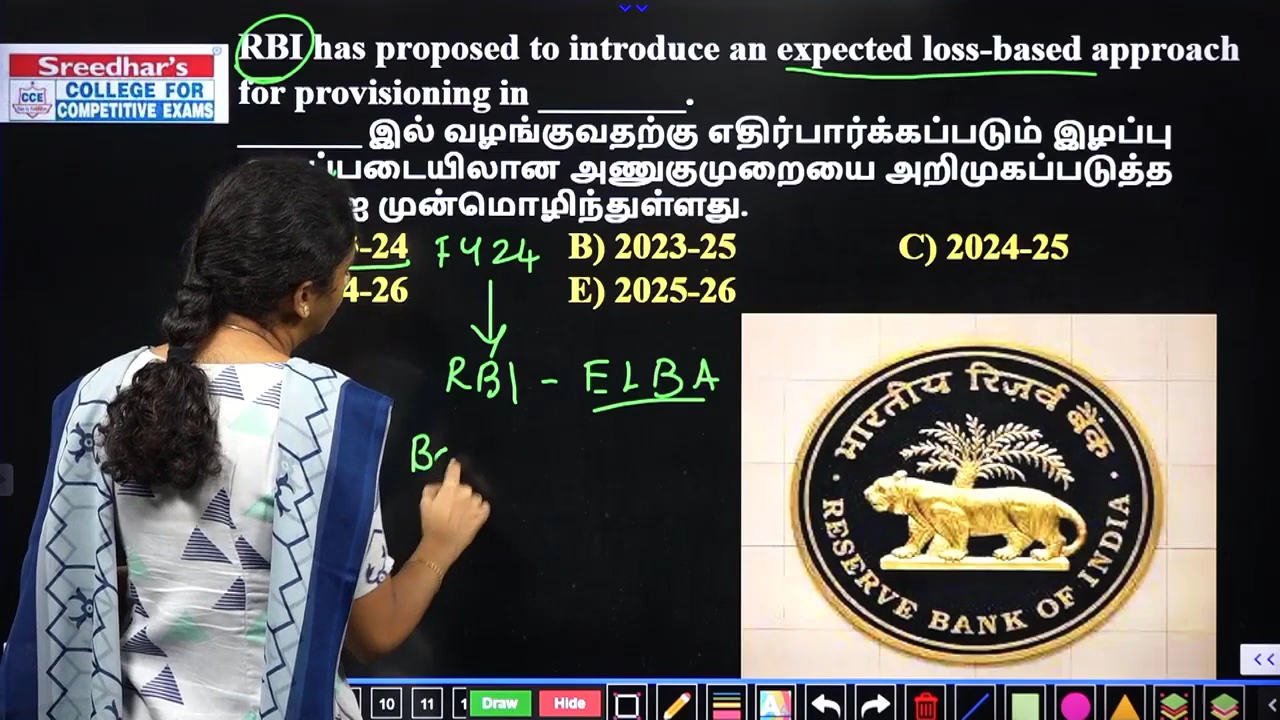 RBI has proposed to introduce an expected loss-based approach
Sreedhar's
COLLEGE FOR
COMPETITIVE EXAMS
CCE
for provisioning in ________.
________ இல் வழங்குவதற்கு எதிர்பார்க்கப்படும் இழப்பு
அணுகுமுறையை அறிமுகப்படுத்த
முன்மொழிந்துள்ளது.
-24 FY24 B) 2023-25 C) 2024-25
4-26 E) 2025-26
RBI - ELBA
भारतीय रिज़र्व बैंक
RESERVE BANK OF INDIA
10 11 Draw Hide